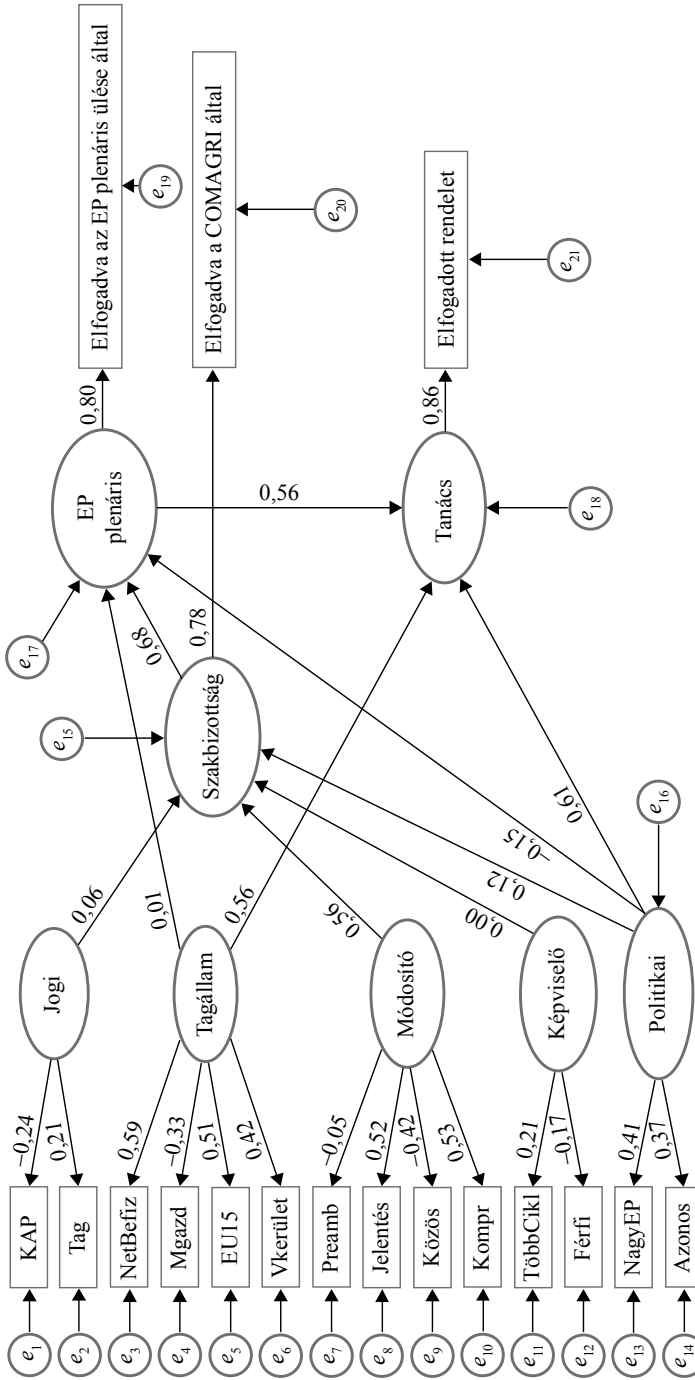 e1
KAP
–0,24
Jogi
e2
Tag
0,21
0,06
e3
NetBefiz
0,59
e4
Mgazd
–0,33
Tagállam
0,01
e5
EU15
0,51
0,56
e6
Vkerület
0,42
e7
Preamb
–0,05
e8
Jelentés
0,52
Módosító
0,56
e9
Közös
–0,42
e10
Kompr
0,53
e11
TöbbCikl
0,21
Képviselő
0,00
e12
Férfi
–0,17
e13
NagyEP
0,41
Politikai
0,12
–0,15
0,61
e14
Azonos
0,37
e16
e15
Szakbizottság
0,68
0,78
e17
EP
plenáris
0,80
0,56
Tanács
0,86
e18
Elfogadva az EP plenáris ülése által
e19
Elfogadva a COMAGRI által
e20
Elfogadott rendelet
e21